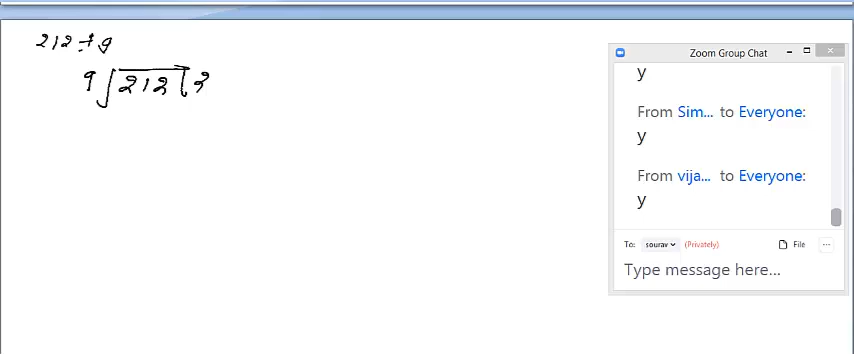 212÷9
9 212 2
Zoom Group Chat
y
From Sim... to Everyone:
y
From vija... to Everyone:
y
To: sourav (Privately) File ...
Type message here...